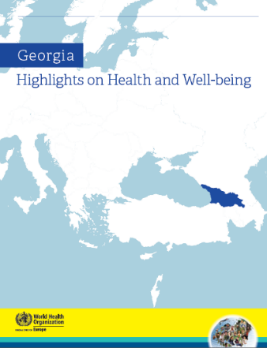 Georgia
Highlights on Health and Well-being
World Health
Organization
Europe